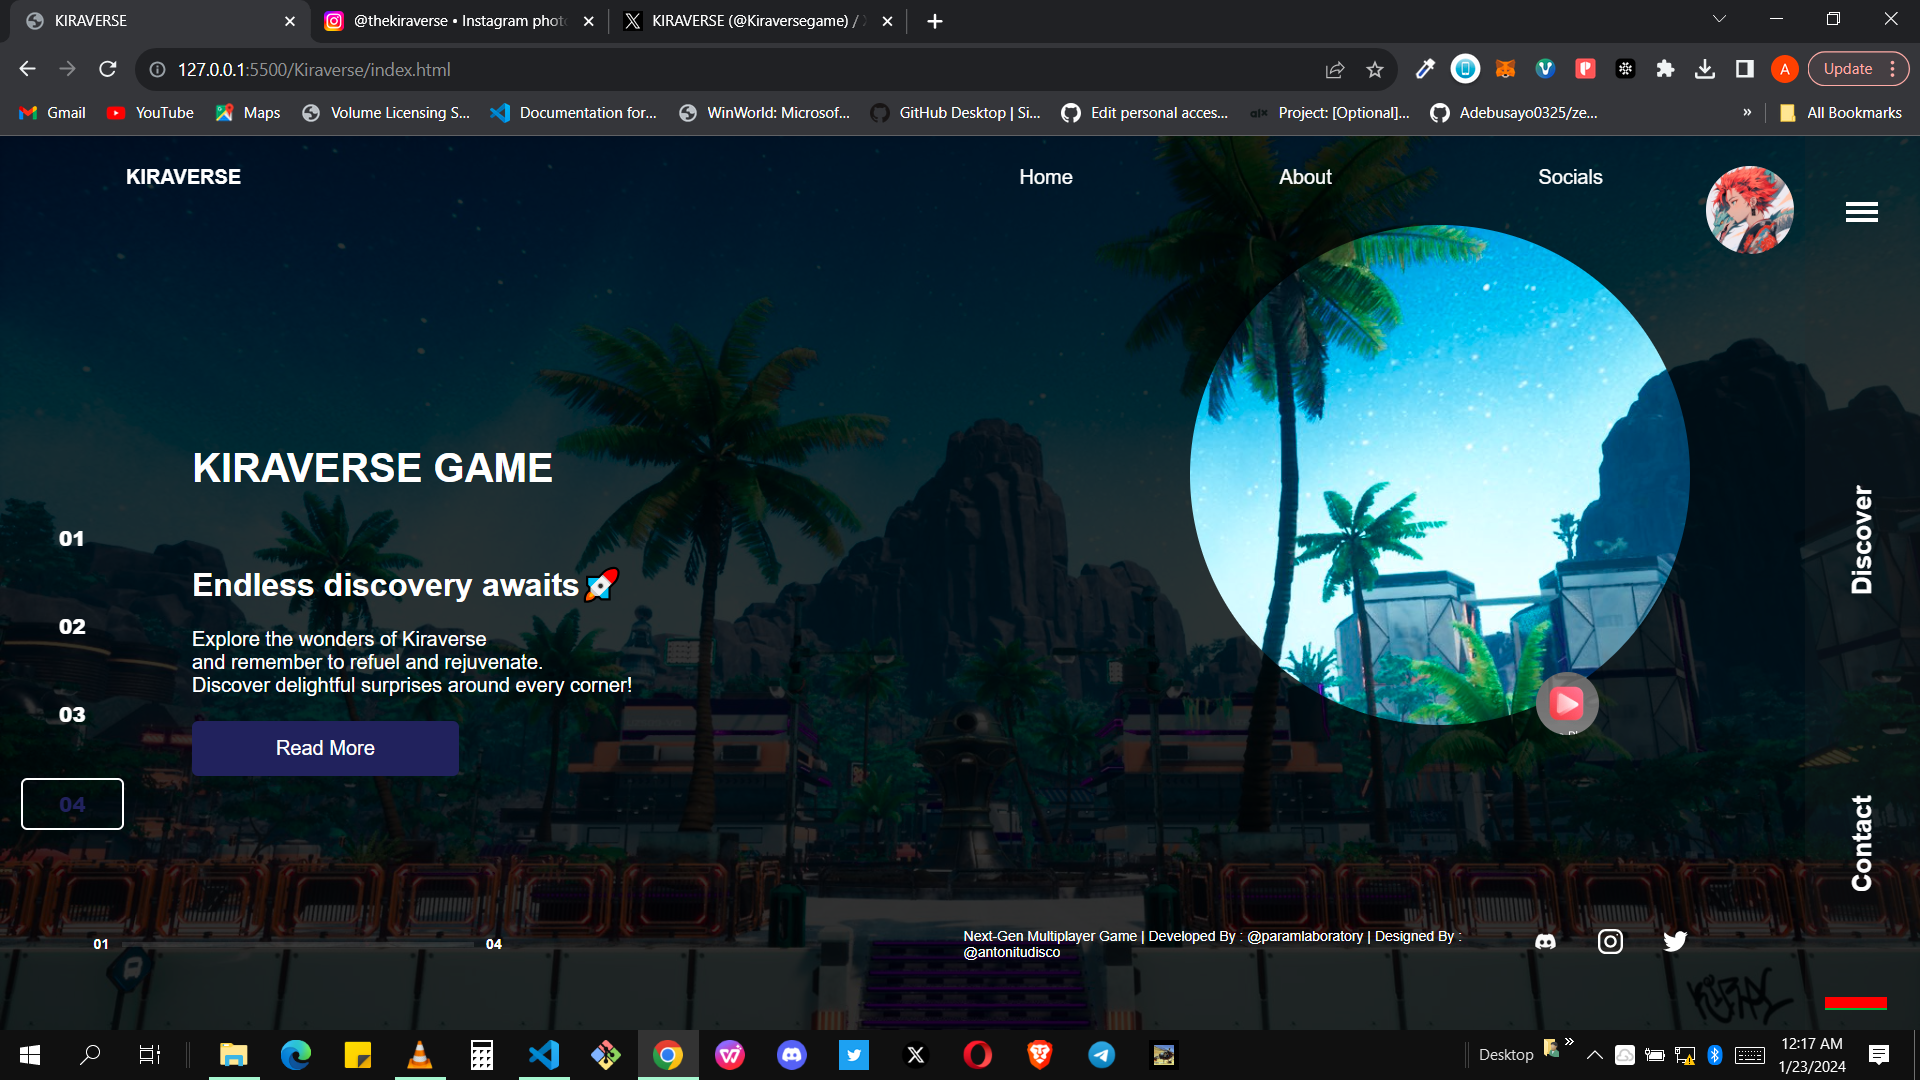 KIRAVERSE
@thekiraverse • Instagram phot
KIRAVERSE (@Kiraversegame) /
127.0.0.1:5500/Kiraverse/index.html
A
Update
Gmail
YouTube
Maps
Volume Licensing S...
Documentation for...
WinWorld: Microsof...
GitHub Desktop | Si...
Edit personal acces...
alx
Project: [Optional]...
Adebusayo0325/ze...
»
All Bookmarks
KIRAVERSE
Home
About
Socials
KIRAVERSE GAME
01
Endless discovery awaits🚀
02
Explore the wonders of Kiraverse
and remember to refuel and rejuvenate.
Discover delightful surprises around every corner!
03
Read More
04
Discover
Contact
01
04
Next-Gen Multiplayer Game | Developed By : @paramlaboratory | Designed By :
@antonitudisco
Desktop
»
12:17 AM
1/23/2024